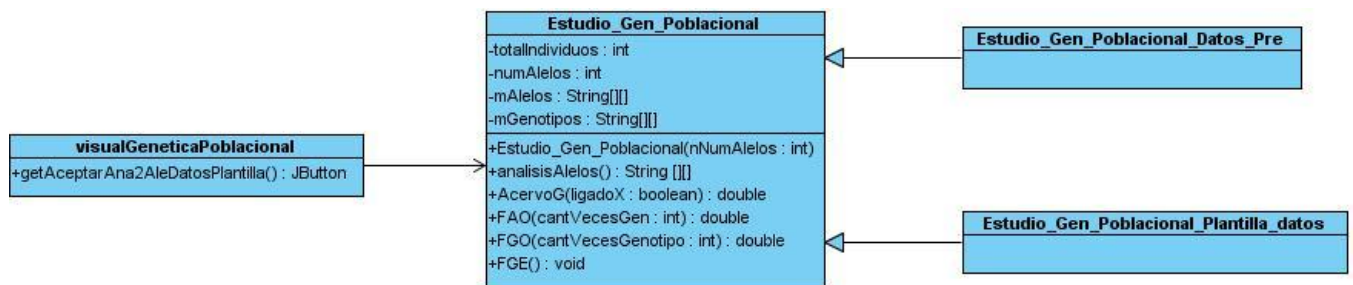 visualGeneticaPoblacional
+getAceptarAna2AleDatosPlantilla() : JButton
Estudio_Gen_Poblacional
-totalIndividuos : int
-numAlelos : int
-mAlelos : String[][]
-mGenotipos : String[][]
+Estudio_Gen_Poblacional(nNumAlelos : int)
+analisisAlelos() : String [][]
+AcervoG(ligadoX : boolean) : double
+FAO(cantVecesGen : int) : double
+FGO(cantVecesGenotipo : int) : double
+FGE() : void
Estudio_Gen_Poblacional_Datos_Pre
Estudio_Gen_Poblacional_Plantilla_datos